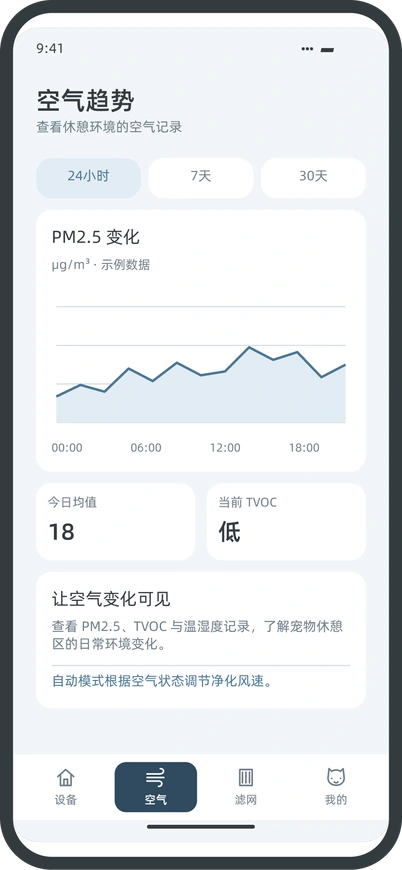 9:41
空气趋势
查看休憩环境的空气记录
24小时
7天
30天
PM2.5 变化
μg/m³ · 示例数据
00:00
06:00
12:00
18:00
今日均值
当前 TVOC
18
低
让空气变化可见
查看 PM2.5、TVOC 与温湿度记录，了解宠物休憩
区的日常环境变化。
自动模式根据空气状态调节净化风速。
设备
空气
滤网
我的